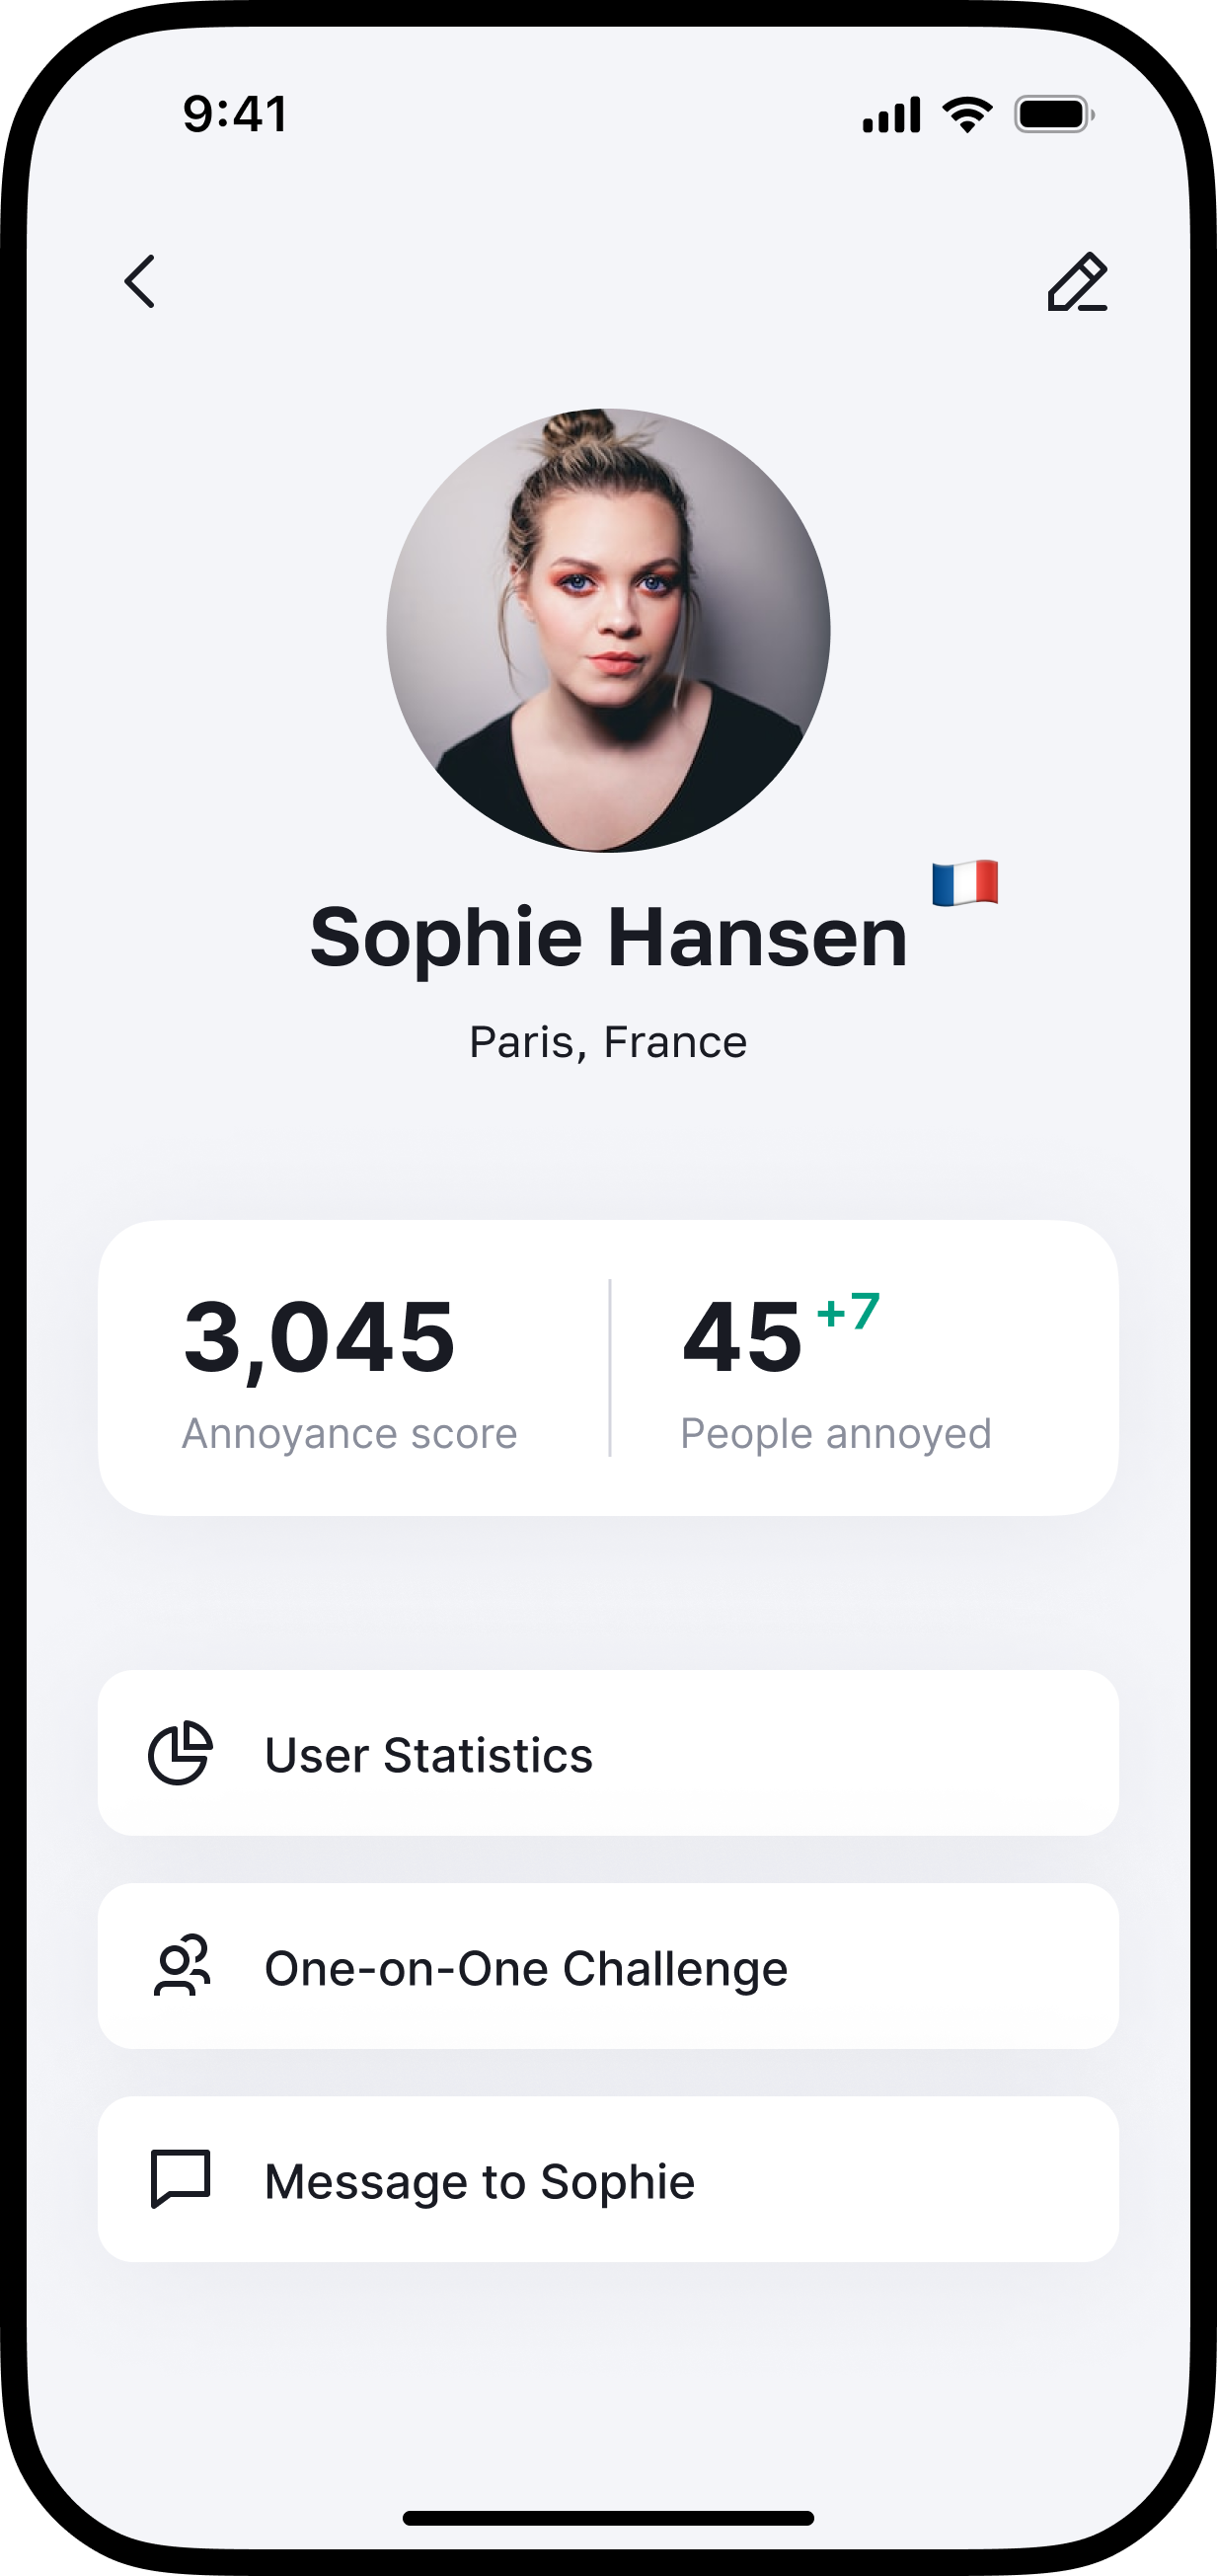 9:41
Sophie Hansen
Paris, France
3,045
Annoyance score
45 +7
People annoyed
User Statistics
One-on-One Challenge
Message to Sophie